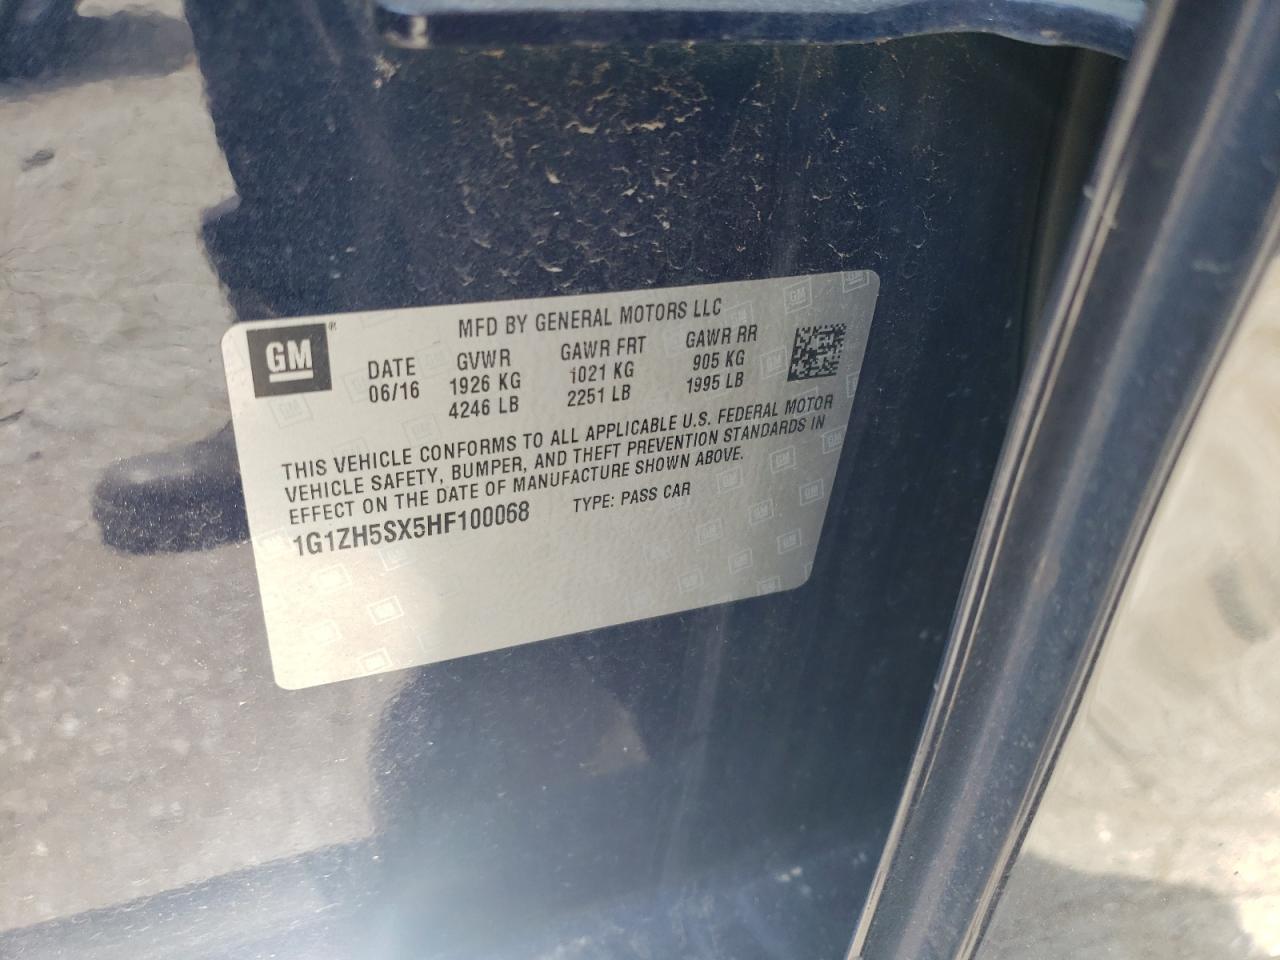 GM®
MFD BY GENERAL MOTORS LLC
DATE GVWR GAWR FRT GAWR RR
06/16 1926 KG 1021 KG 905 KG
4246 LB 2251 LB 1995 LB
THIS VEHICLE CONFORMS TO ALL APPLICABLE U.S. FEDERAL MOTOR
VEHICLE SAFETY, BUMPER, AND THEFT PREVENTION STANDARDS IN
EFFECT ON THE DATE OF MANUFACTURE SHOWN ABOVE.
1G1ZH5SX5HF100068 TYPE: PASS CAR